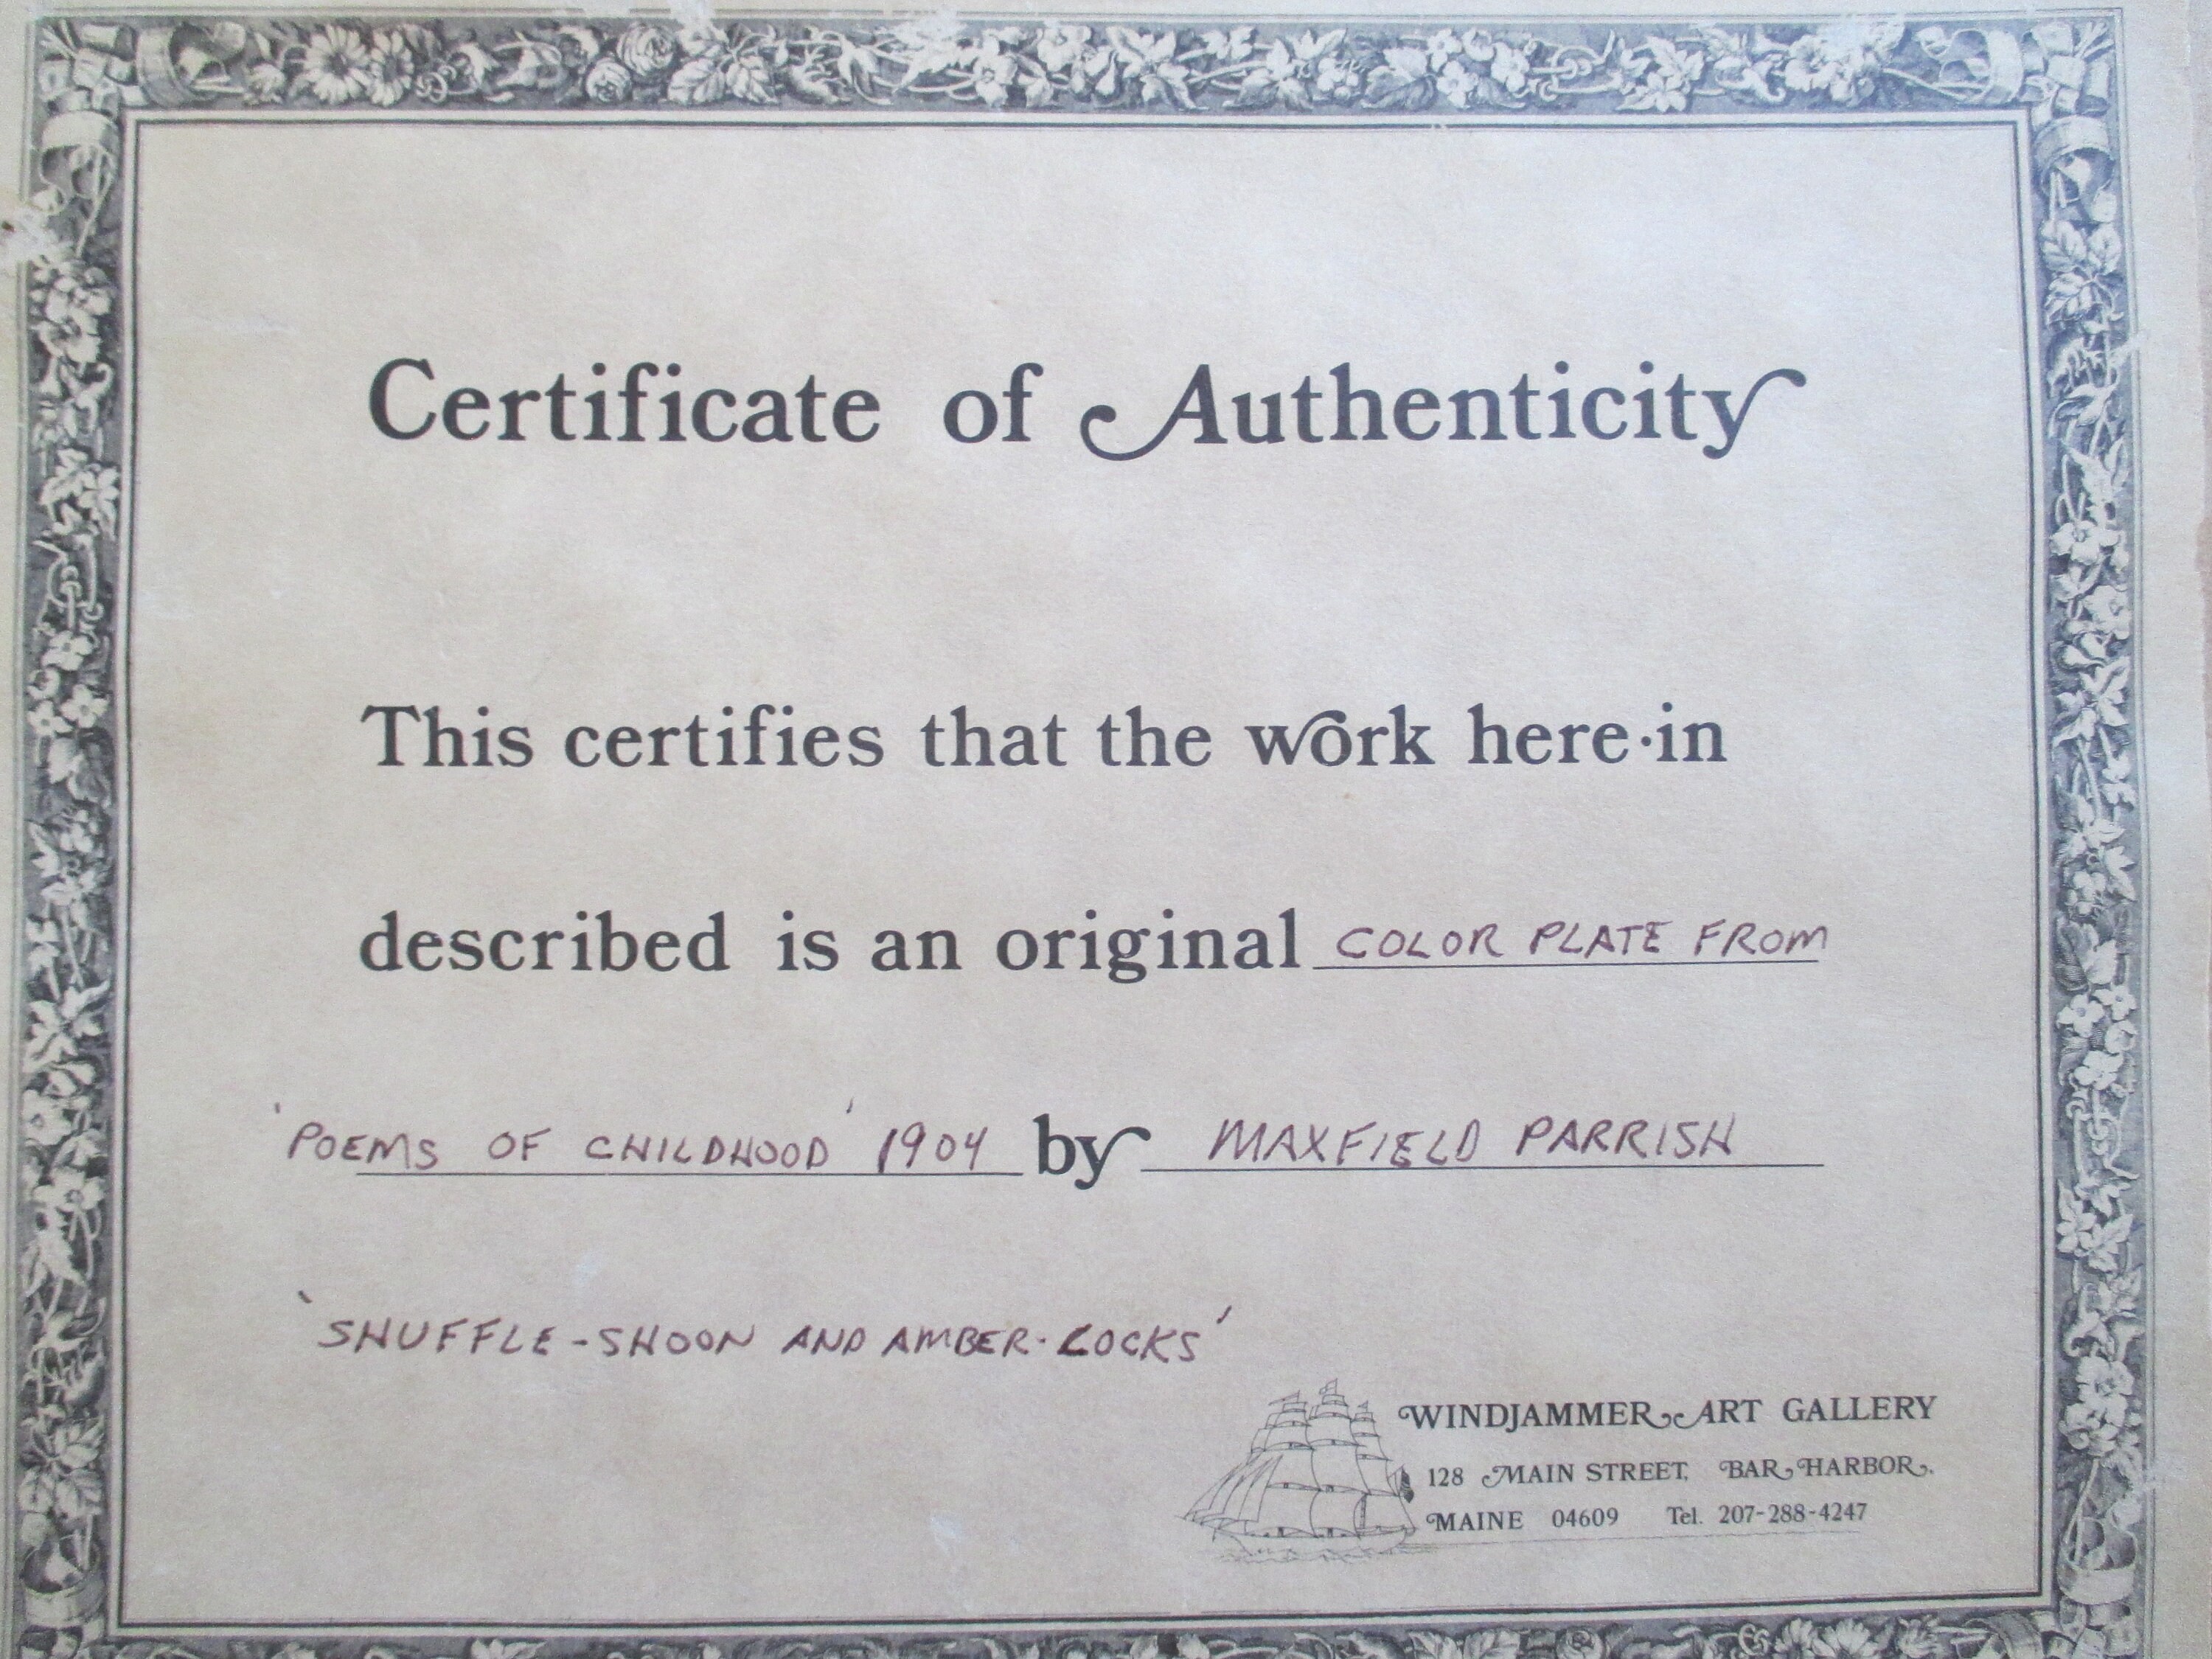 Certificate of Authenticity
This certifies that the work here·in
described is an original COLOR PLATE FROM
'POEMS OF CHILDHOOD' 1904 by MAXFIELD PARRISH
'SHUFFLE-SHOON AND AMBER-LOCKS'
WINDJAMMER ART GALLERY
128 MAIN STREET, BAR HARBOR,
MAINE 04609 Tel. 207-288-4247